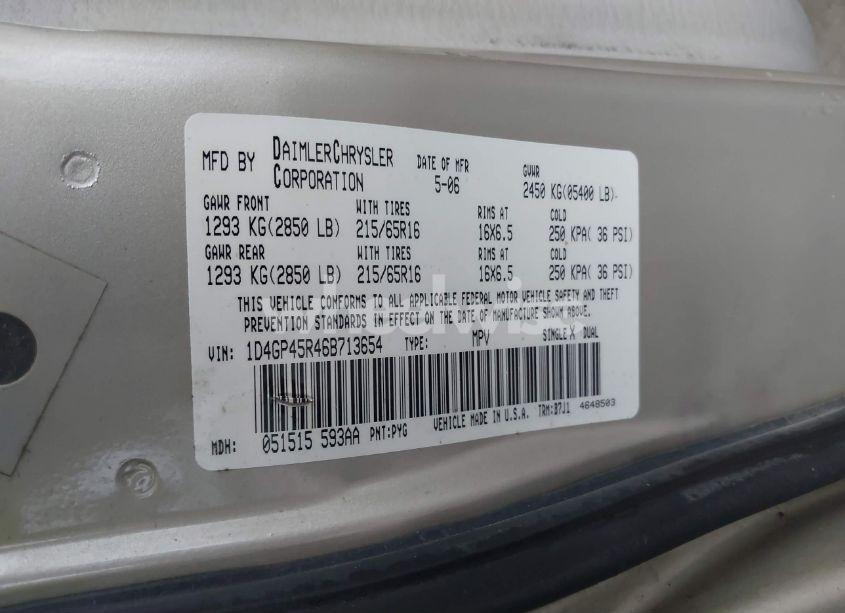 MFD BY DAIMLERCHRYSLER CORPORATION DATE OF MFR 5-06 GVWR 2450 KG(05400 LB)
GAWR FRONT WITH TIRES RIMS AT COLD
1293 KG(2850 LB) 215/65R16 16X6.5 250 KPA( 36 PSI)
GAWR REAR WITH TIRES RIMS AT COLD
1293 KG(2850 LB) 215/65R16 16X6.5 250 KPA( 36 PSI)
THIS VEHICLE CONFORMS TO ALL APPLICABLE FEDERAL MOTOR VEHICLE SAFETY AND THEFT
PREVENTION STANDARDS IN EFFECT ON THE DATE OF MANUFACTURE SHOWN ABOVE.
VIN: 1D4GP45R46B713654 TYPE: MPV SINGLE X DUAL
MDH: 051515 593AA PNT:PYG VEHICLE MADE IN U.S.A. TRM:B7J1 4648503